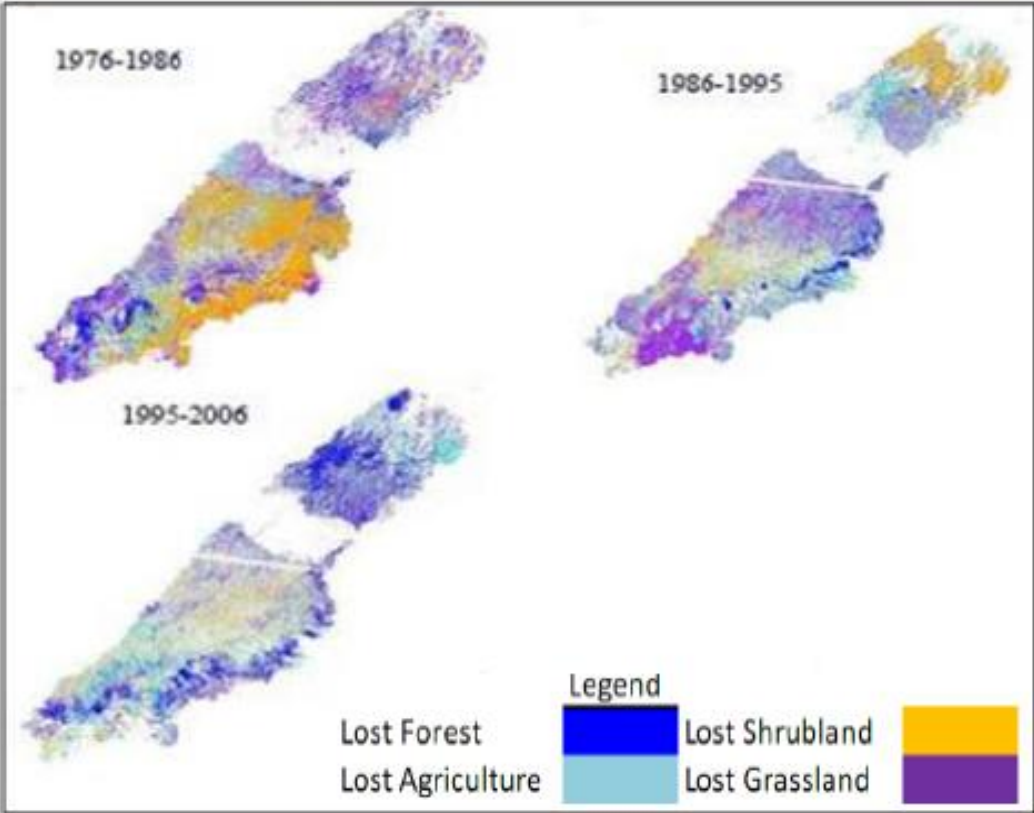 1976-1986
1986-1995
1995-2006
Legend
Lost Forest
Lost Shrubland
Lost Agriculture
Lost Grassland